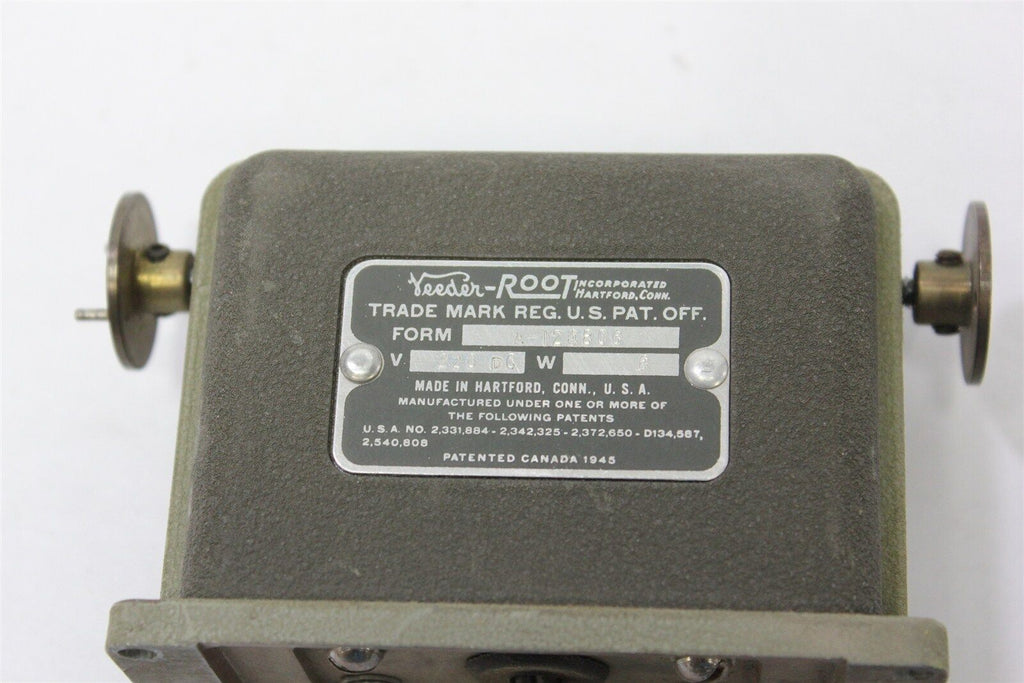 Veeder-ROOT INCORPORATED
HARTFORD, CONN.
TRADE MARK REG. U.S. PAT. OFF.
FORM
V DC W
MADE IN HARTFORD, CONN., U. S. A.
MANUFACTURED UNDER ONE OR MORE OF
THE FOLLOWING PATENTS
U.S.A. NO. 2,331,884 - 2,342,325 - 2,372,650 - D134,587,
2,540,808
PATENTED CANADA 1945